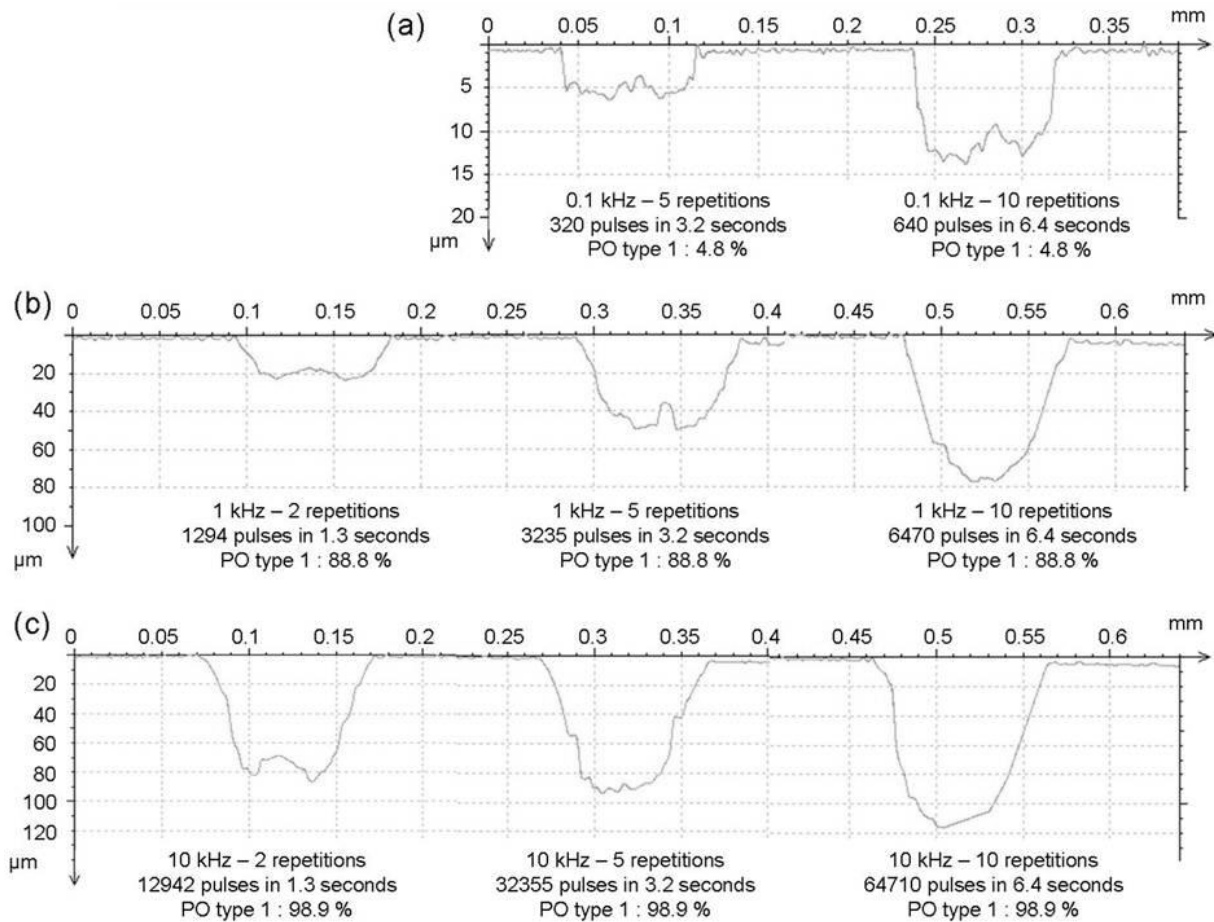 (a)
0 0.05 0.1 0.15 0.2 0.25 0.3 0.35 mm
5
10
15
20
µm
0.1 kHz – 5 repetitions
320 pulses in 3.2 seconds
PO type 1 : 4.8 %
0.1 kHz – 10 repetitions
640 pulses in 6.4 seconds
PO type 1 : 4.8 %
(b)
0 0.05 0.1 0.15 0.2 0.25 0.3 0.35 0.4 0.45 0.5 0.55 0.6 mm
20
40
60
80
100
µm
1 kHz – 2 repetitions
1294 pulses in 1.3 seconds
PO type 1 : 88.8 %
1 kHz – 5 repetitions
3235 pulses in 3.2 seconds
PO type 1 : 88.8 %
1 kHz – 10 repetitions
6470 pulses in 6.4 seconds
PO type 1 : 88.8 %
(c)
0 0.05 0.1 0.15 0.2 0.25 0.3 0.35 0.4 0.45 0.5 0.55 0.6 mm
20
40
60
80
100
120
µm
10 kHz – 2 repetitions
12942 pulses in 1.3 seconds
PO type 1 : 98.9 %
10 kHz – 5 repetitions
32355 pulses in 3.2 seconds
PO type 1 : 98.9 %
10 kHz – 10 repetitions
64710 pulses in 6.4 seconds
PO type 1 : 98.9 %